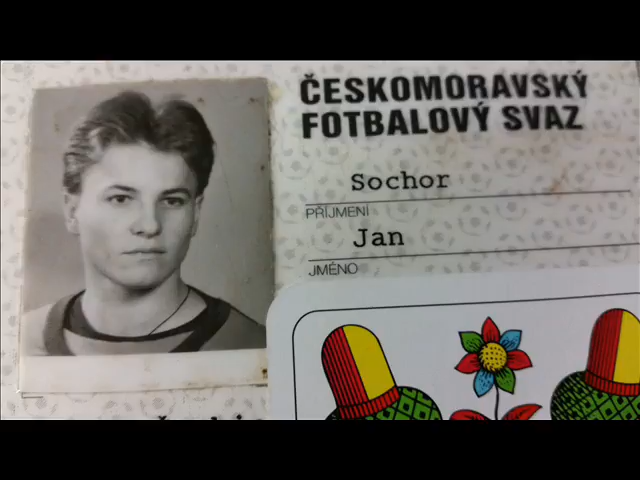 ČESKOMORAVSKÝ
FOTBALOVÝ SVAZ
Sochor
PŘÍJMENÍ
Jan
JMÉNO